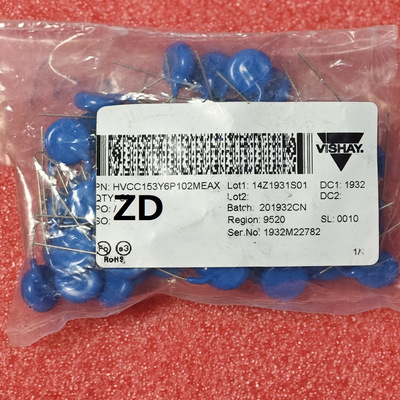 VISHAY.
PN: HVCC153Y6P102MEAX Lot1: 14Z1931S01 DC1: 1932
QTY Lot2: DC2:
PO: Batch: 201932CN
SO: Region: 9520 SL: 0010
Ser.No: 1932M22782
ZD
e3
RoHS
1/